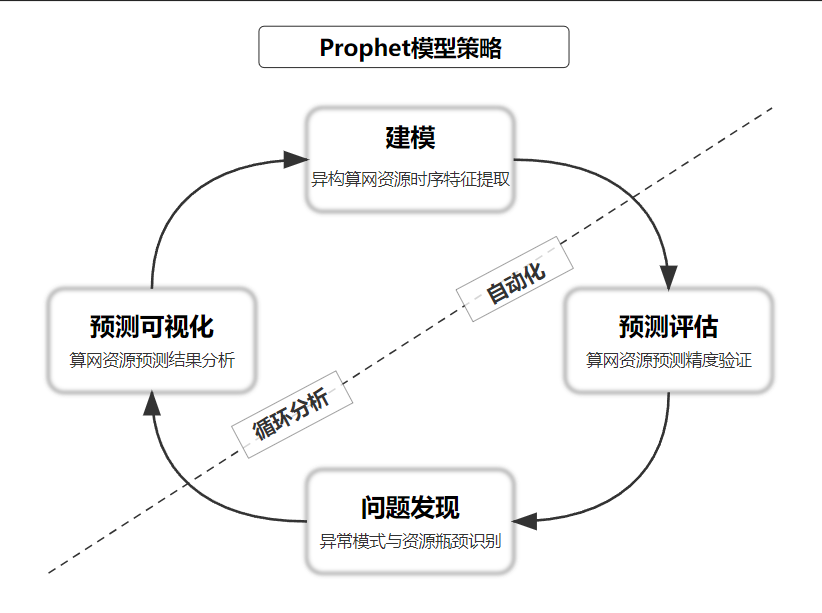 Prophet模型策略
建模
异构算网资源时序特征提取
自动化
预测可视化
算网资源预测结果分析
预测评估
算网资源预测精度验证
循环分析
问题发现
异常模式与资源瓶颈识别